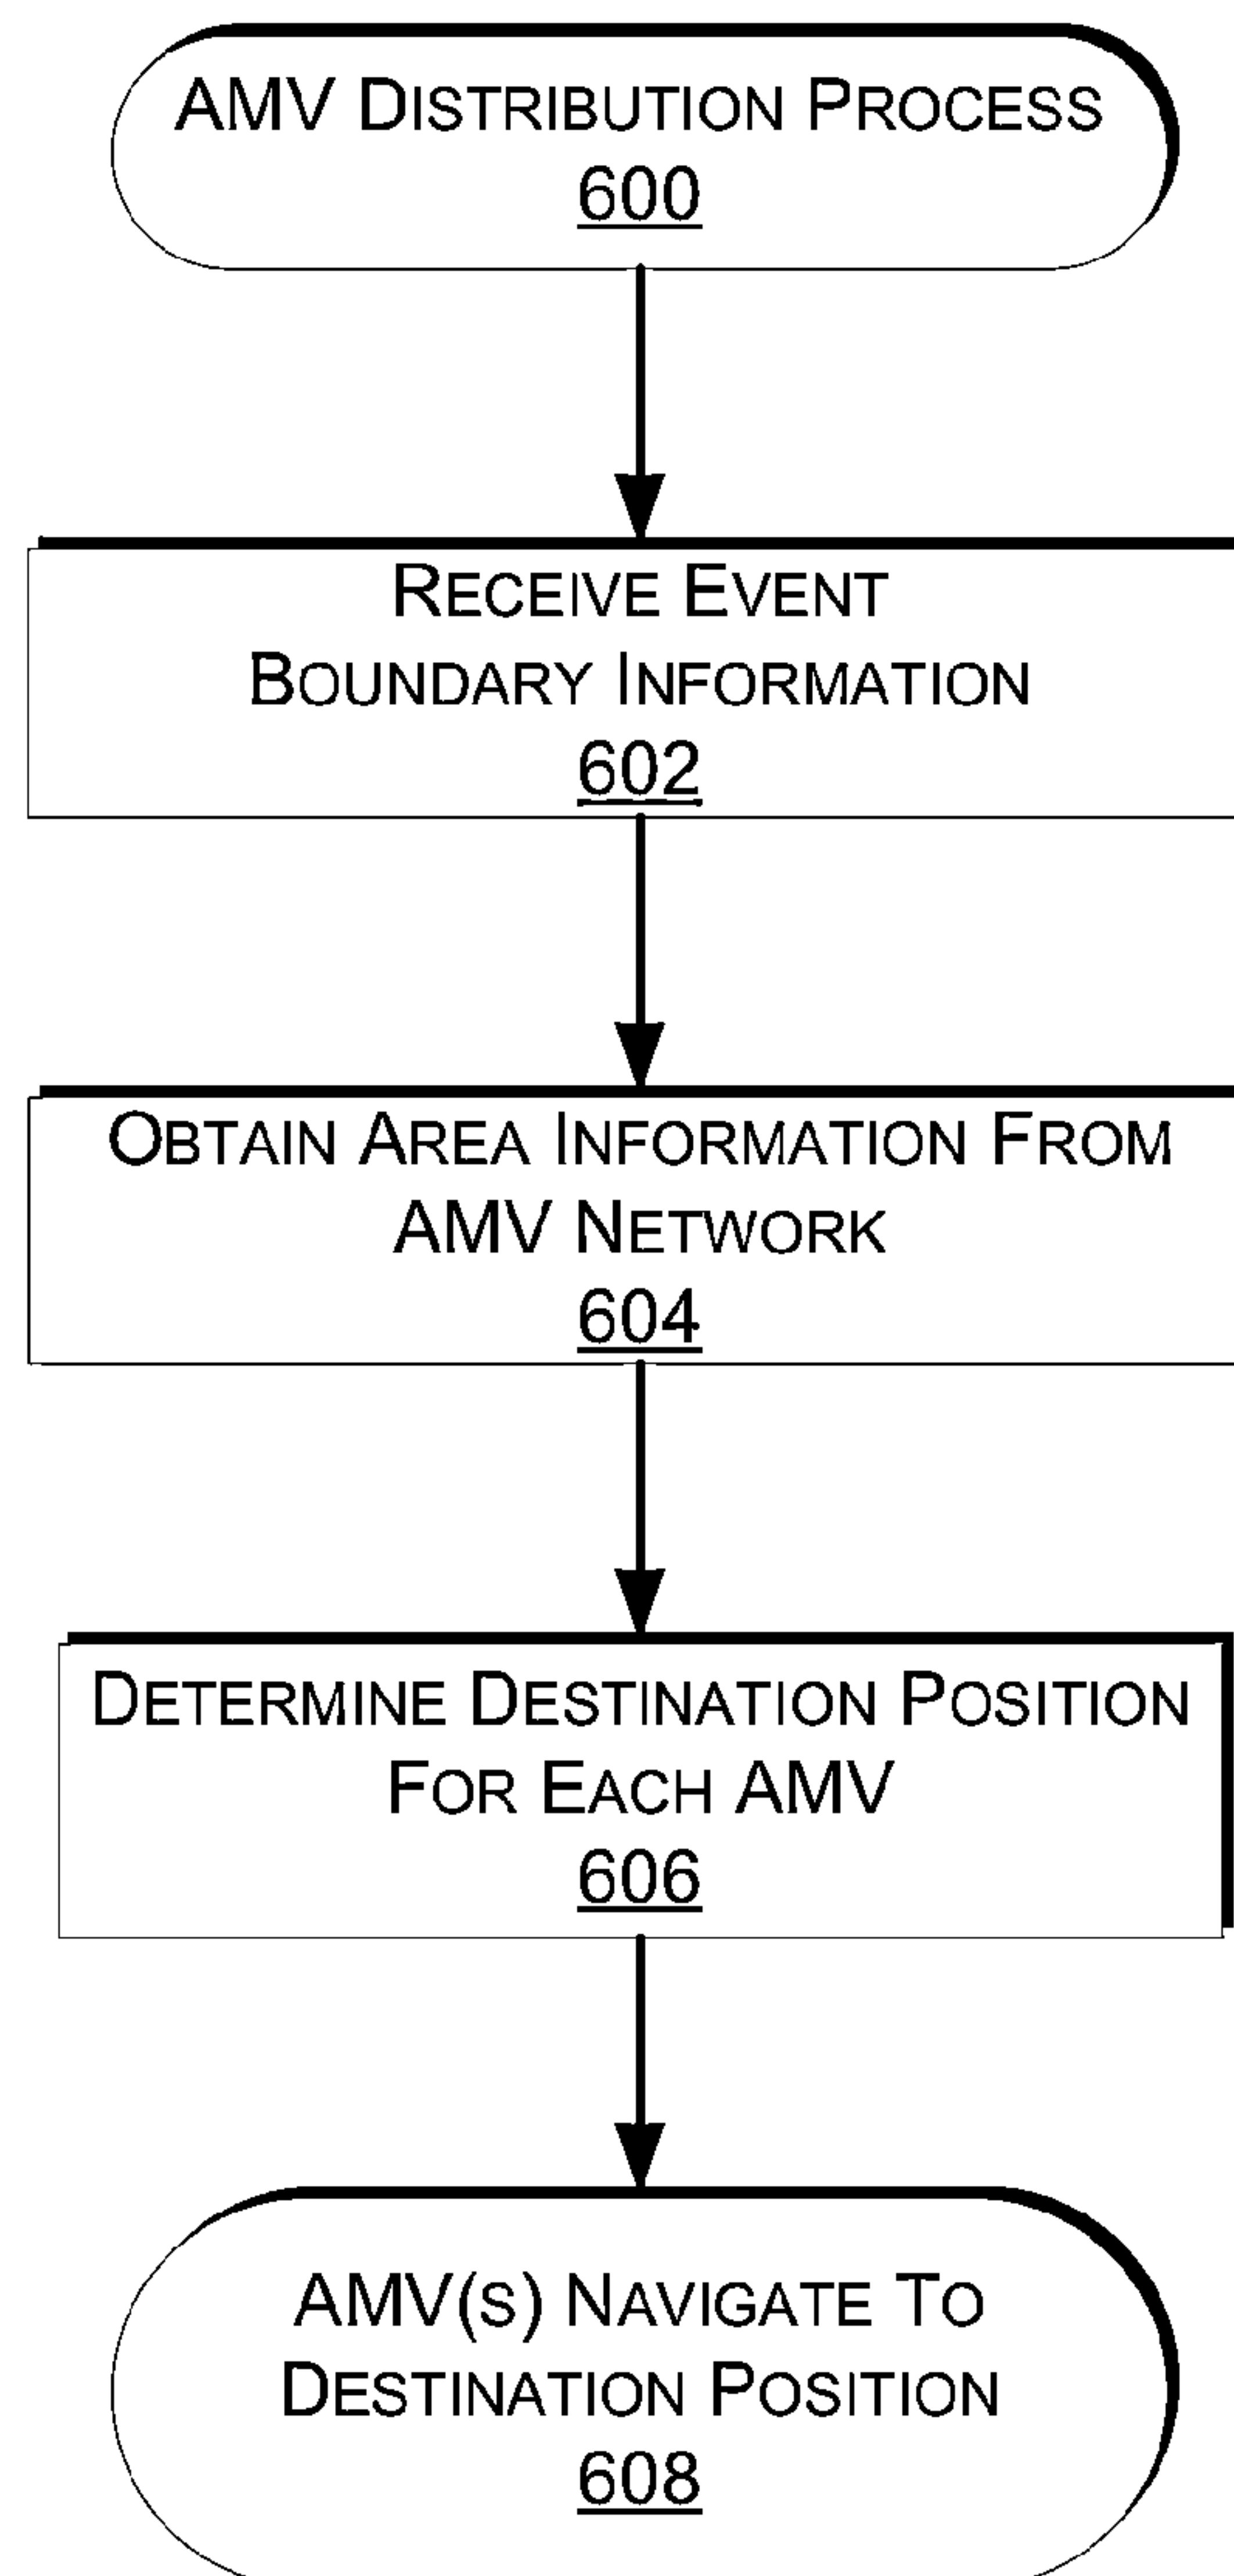 AMV DISTRIBUTION PROCESS
600
RECEIVE EVENT
BOUNDARY INFORMATION
602
OBTAIN AREA INFORMATION FROM
AMV NETWORK
604
DETERMINE DESTINATION POSITION
FOR EACH AMV
606
AMV(S) NAVIGATE TO
DESTINATION POSITION
608